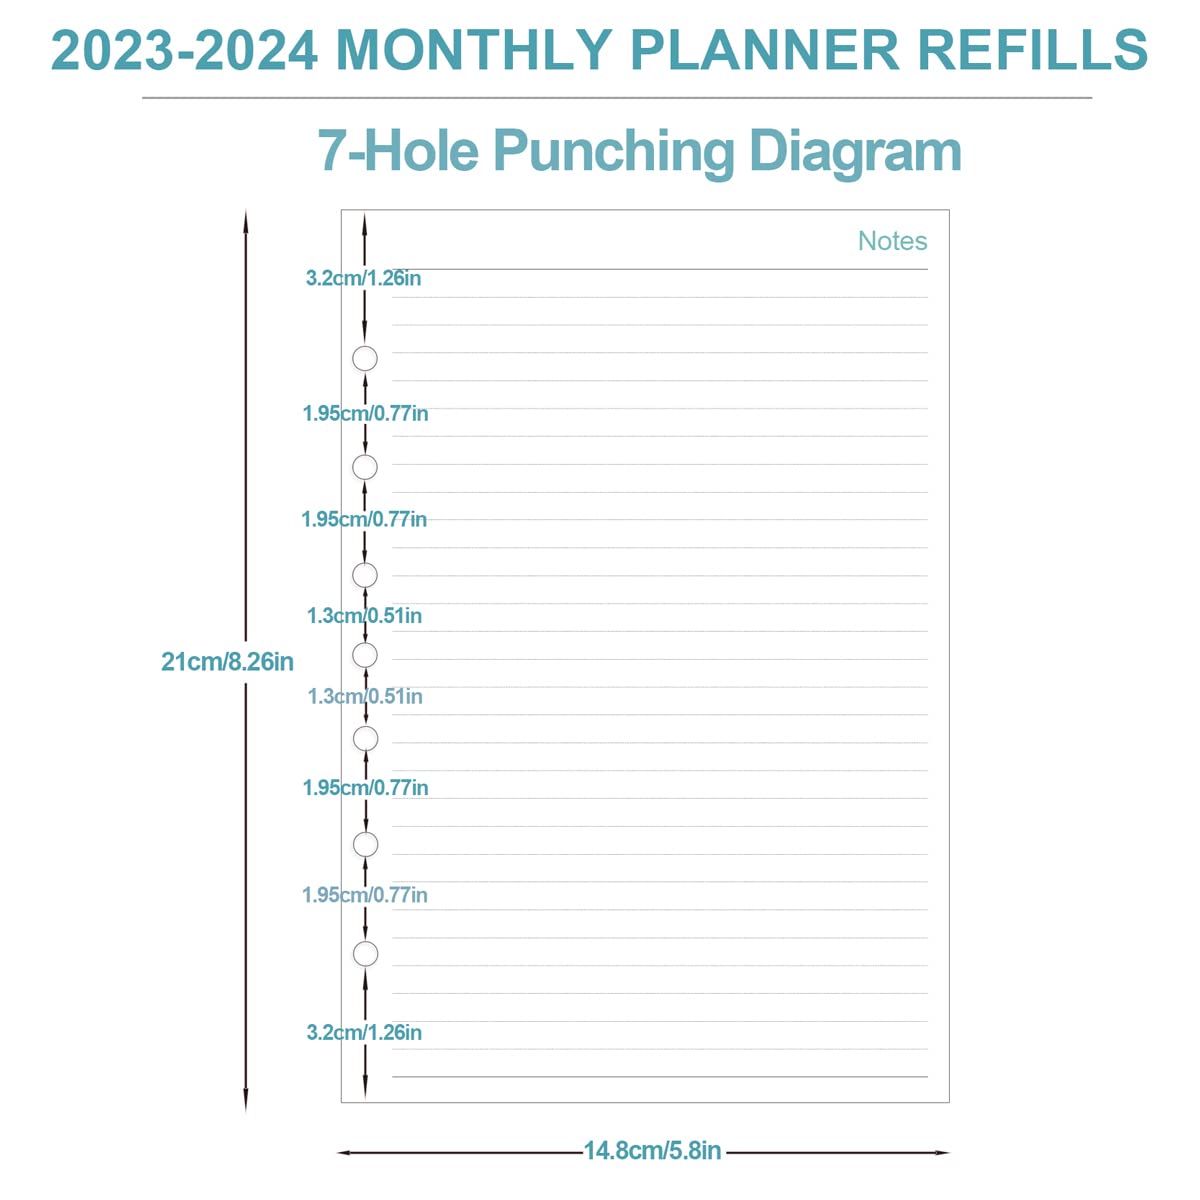 2023-2024 MONTHLY PLANNER REFILLS
7-Hole Punching Diagram
Notes
3.2cm/1.26in
1.95cm/0.77in
1.95cm/0.77in
1.3cm/0.51in
21cm/8.26in
1.3cm/0.51in
1.95cm/0.77in
1.95cm/0.77in
3.2cm/1.26in
14.8cm/5.8in